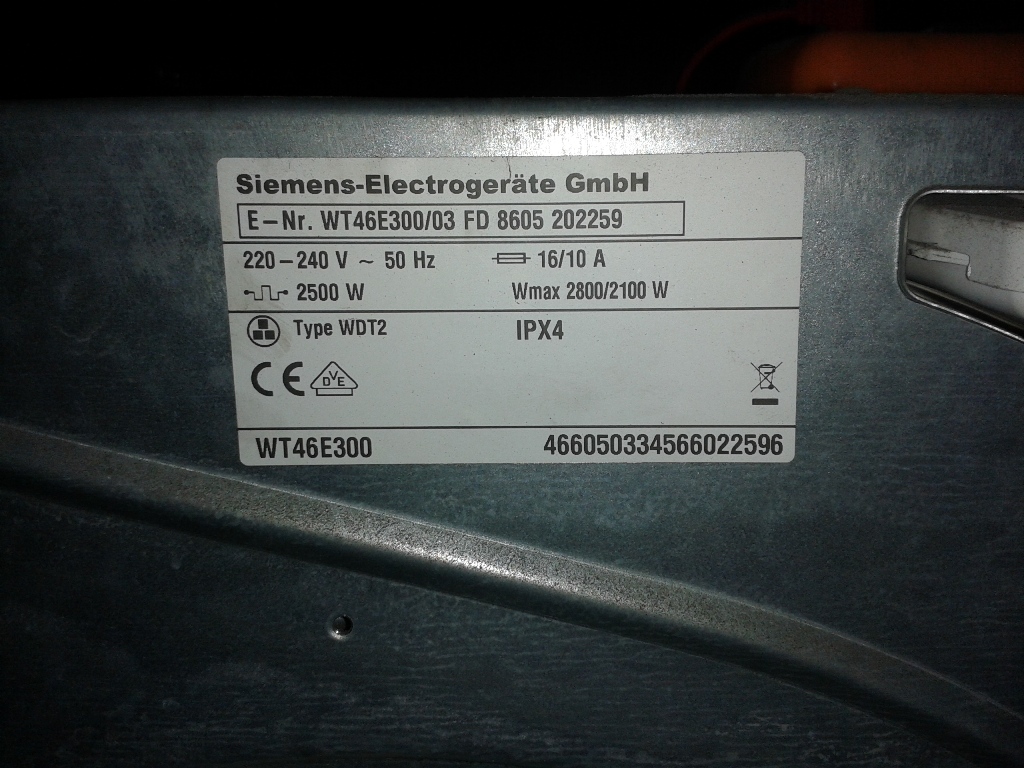 Siemens-Electrogeräte GmbH
E-Nr. WT46E300/03 FD 8605 202259
220-240 V ~ 50 Hz 16/10 A
2500 W Wmax 2800/2100 W
Type WDT2 IPX4
CE DVE
WT46E300 466050334566022596